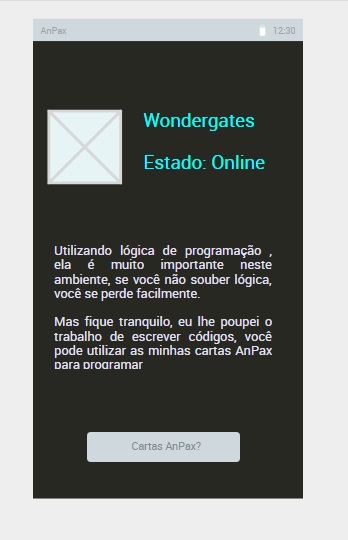 AnPax 12:30
Wondergates
Estado: Online
Utilizando lógica de programação ,
ela é muito importante neste
ambiente, se você não souber lógica,
você se perde facilmente.
Mas fique tranquilo, eu lhe poupei o
trabalho de escrever códigos, você
pode utilizar as minhas cartas AnPax
para programar
Cartas AnPax?